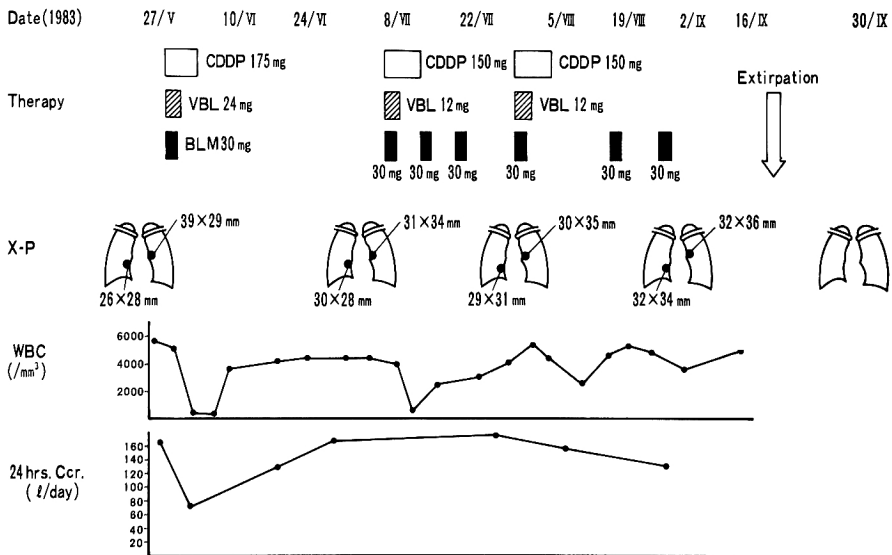 Date(1983) 27/V 10/VI 24/VI 8/VII 22/VII 5/VIII 19/VIII 2/IX 16/IX 30/IX
CDDP 175 mg CDDP 150 mg CDDP 150 mg
Extirpation
Therapy VBL 24 mg VBL 12 mg VBL 12 mg
BLM 30 mg
30 mg 30 mg 30 mg 30 mg 30 mg 30 mg
39×29 mm 31×34 mm 30×35 mm 32×36 mm
X-P
26×28 mm 30×28 mm 29×31 mm 32×34 mm
WBC
(/mm³)
6000
4000
2000
24 hrs. Ccr.
(ℓ/day)
160
140
120
100
80
60
40
20